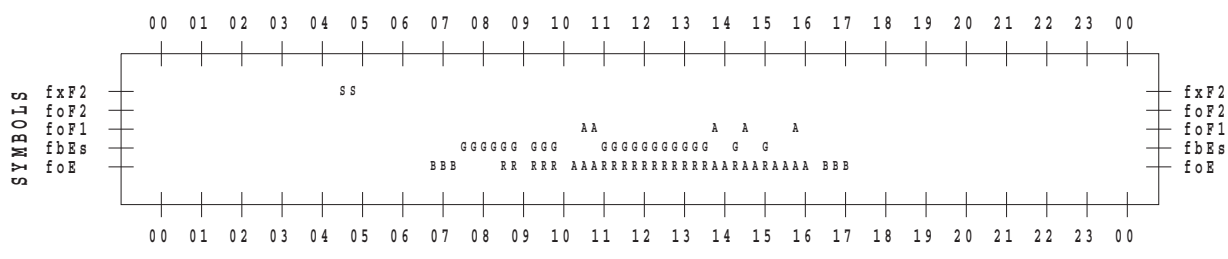 00 01 02 03 04 05 06 07 08 09 10 11 12 13 14 15 16 17 18 19 20 21 22 23 00
SYMBOLS
fxF2 SS fxF2
foF2 foF2
foF1 AA A A A foF1
fbEs GGGGGG GGG GGGGGGGGGGG G G fbEs
foE BBB RR RRR AAARRRRRRRRRRRAARAARAAAA BBB foE
00 01 02 03 04 05 06 07 08 09 10 11 12 13 14 15 16 17 18 19 20 21 22 23 00